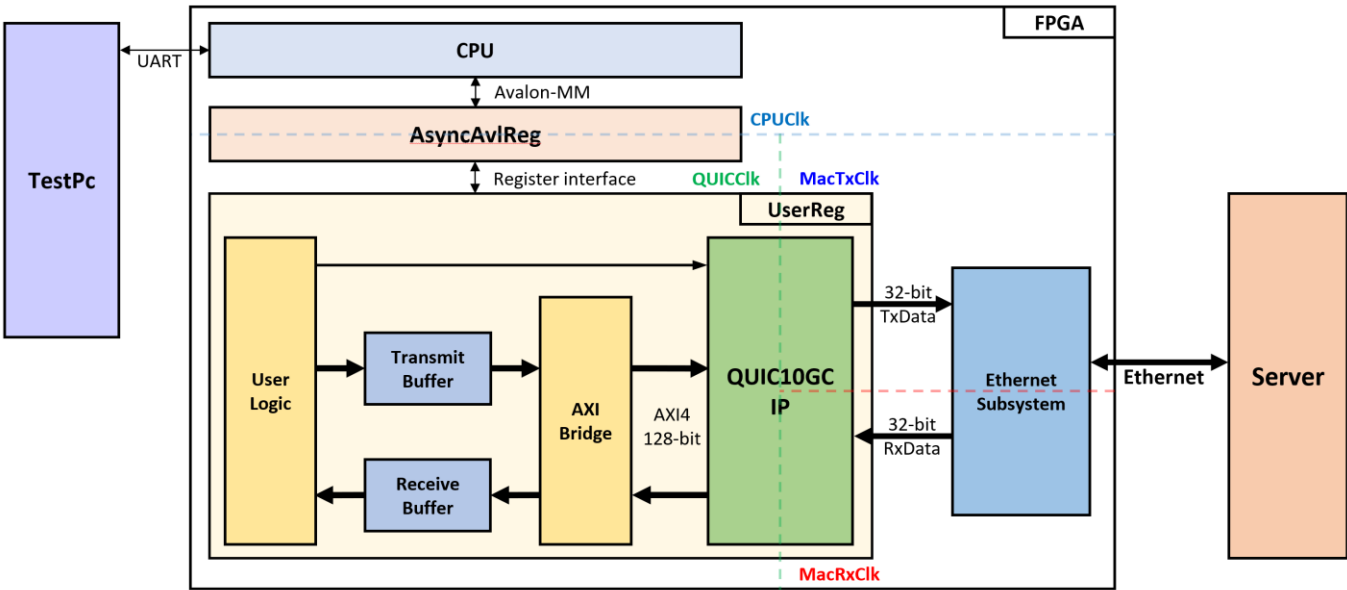 FPGA
CPU
UART
Avalon-MM
AsyncAvlReg
CPUClk
TestPc
Register interface
QUICClk
MacTxClk
UserReg
32-bit
TxData
Transmit
Buffer
User
Logic
AXI
Bridge
AXI4
128-bit
QUIC10GC
IP
Ethernet
Subsystem
Ethernet
Server
32-bit
RxData
Receive
Buffer
MacRxClk